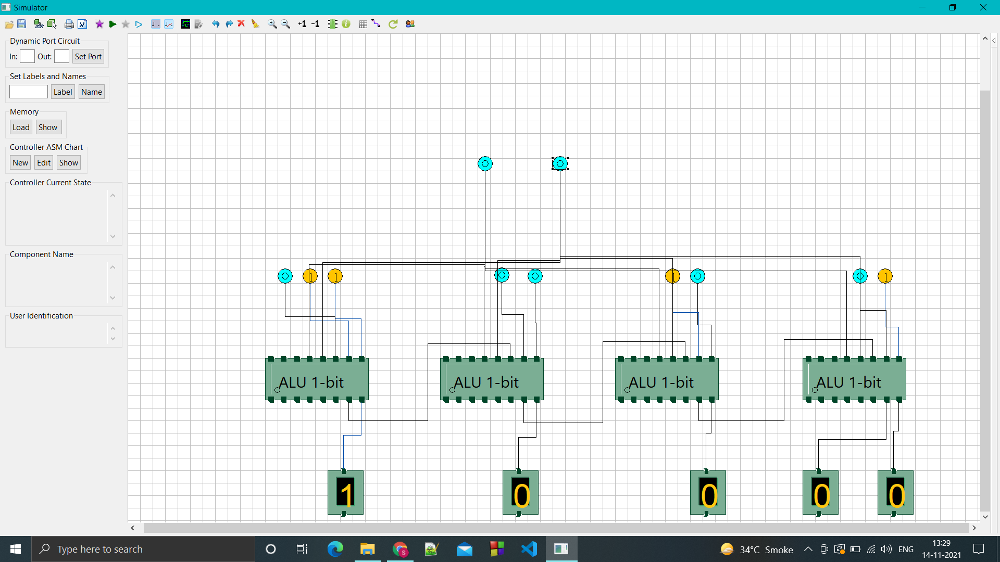 Simulator
+1 -1
Dynamic Port Circuit
In: Out: Set Port
Set Labels and Names
Label Name
Memory
Load Show
Controller ASM Chart
New Edit Show
Controller Current State
Component Name
User Identification
0 0
0 1 1 0 0 1 0 0 1
ALU 1-bit ALU 1-bit ALU 1-bit ALU 1-bit
1 0 0 0 0
Type here to search
34°C Smoke
ENG
13:29
14-11-2021